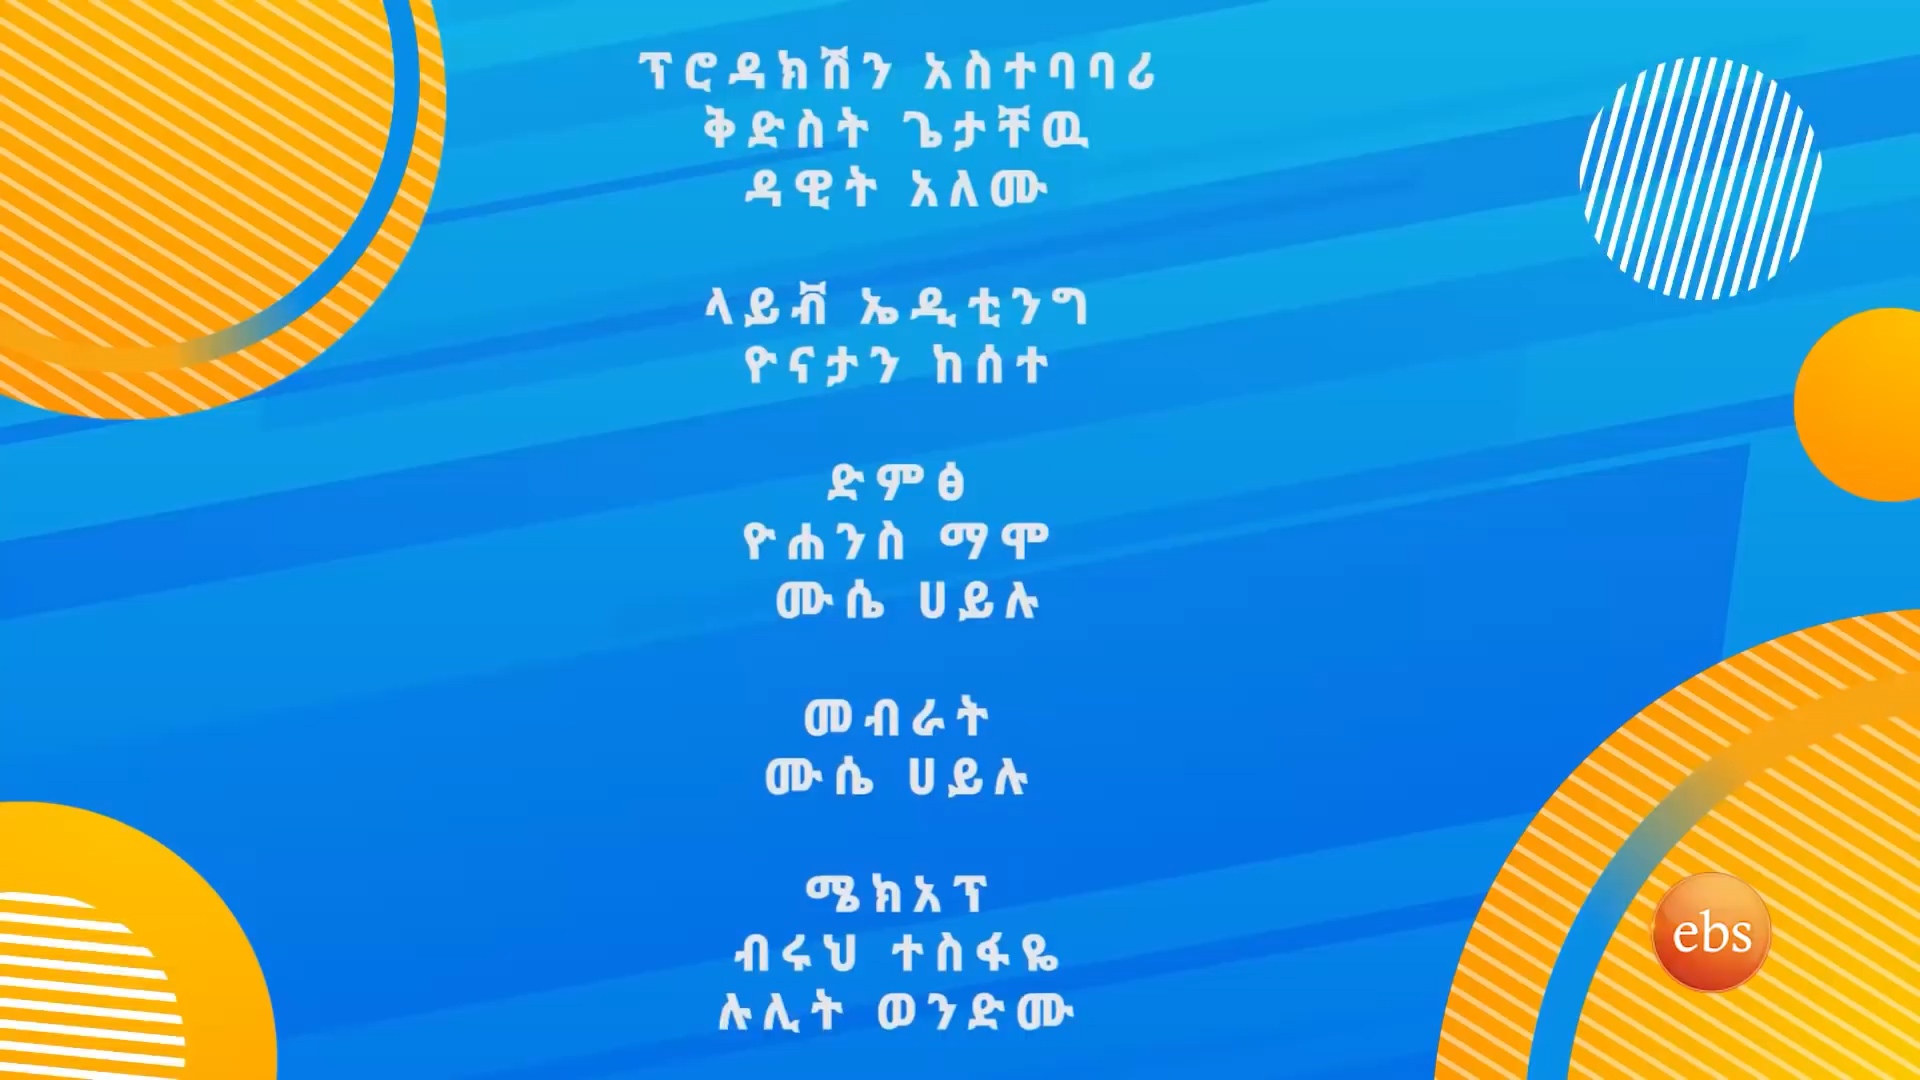 ፕሮዳክሽን አስተባባሪ
ቅድስት ጌታቸዉ
ዳዊት አለሙ
ላይቭ ኤዲቲንግ
ዮናታን ከሰተ
ድምፅ
ዮሐንስ ማሞ
ሙሴ ሀይሉ
መብራት
ሙሴ ሀይሉ
ሜክአፕ
ብሩህ ተስፋዬ
ሉሊት ወንድሙ
ebs